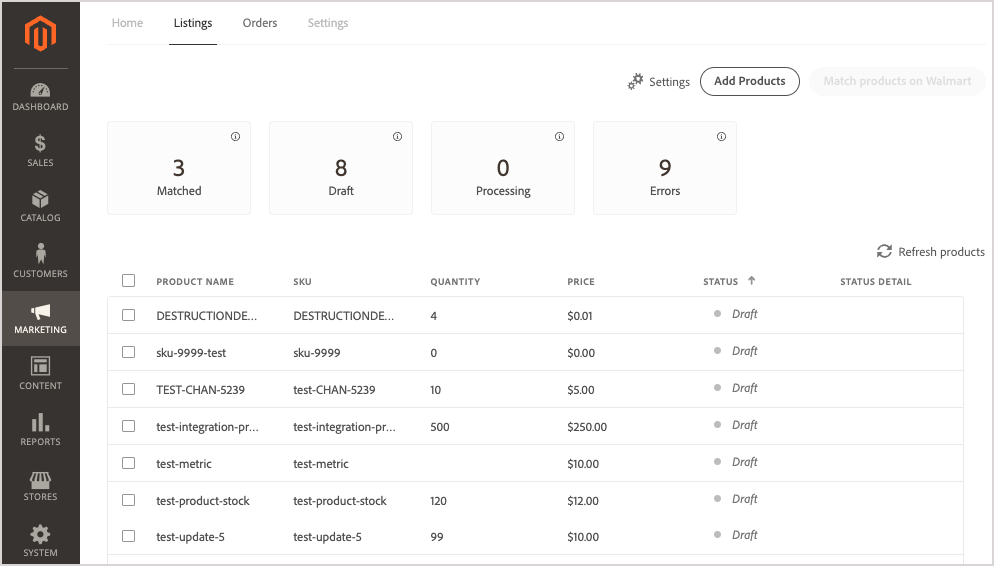 Home Listings Orders Settings
Settings Add Products Match products on Walmart
DASHBOARD
SALES
CATALOG
CUSTOMERS
MARKETING
CONTENT
REPORTS
STORES
SYSTEM
3 8 0 9
Matched Draft Processing Errors
Refresh products
PRODUCT NAME SKU QUANTITY PRICE STATUS STATUS DETAIL
DESTRUCTIONDE... DESTRUCTIONDE... 4 $0.01 Draft
sku-9999-test sku-9999 0 $0.00 Draft
TEST-CHAN-5239 test-CHAN-5239 10 $5.00 Draft
test-integration-pr... test-integration-pr... 500 $250.00 Draft
test-metric test-metric $10.00 Draft
test-product-stock test-product-stock 120 $12.00 Draft
test-update-5 test-update-5 99 $10.00 Draft